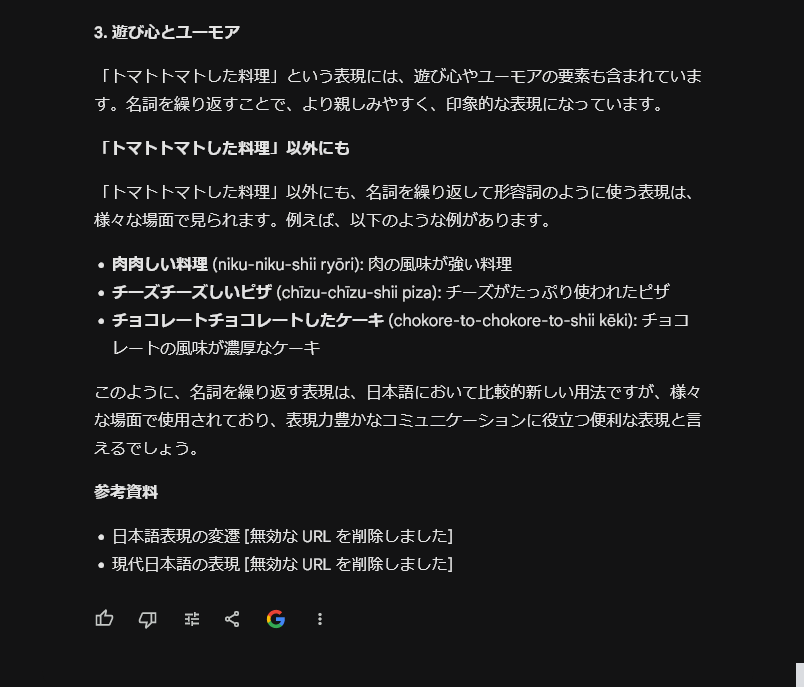 3. 遊び心とユーモア
「トマトトマトした料理」という表現には、遊び心やユーモアの要素も含まれていま
す。名詞を繰り返すことで、より親しみやすく、印象的な表現になっています。
「トマトトマトした料理」以外にも
「トマトトマトした料理」以外にも、名詞を繰り返して形容詞のように使う表現は、
様々な場面で見られます。例えば、以下のような例があります。
• 肉肉しい料理 (niku-niku-shii ryōri): 肉の風味が強い料理
• チーズチーズしいピザ (chīzu-chīzu-shii piza): チーズがたっぷり使われたピザ
• チョコレートチョコレートしたケーキ (chokore-to-chokore-to-shii kēki): チョコ
レートの風味が濃厚なケーキ
このように、名詞を繰り返す表現は、日本語において比較的新しい用法ですが、様々
な場面で使用されており、表現力豊かなコミュニケーションに役立つ便利な表現と言
えるでしょう。
参考資料
• 日本語表現の変遷 [無効な URL を削除しました]
• 現代日本語の表現 [無効な URL を削除しました]